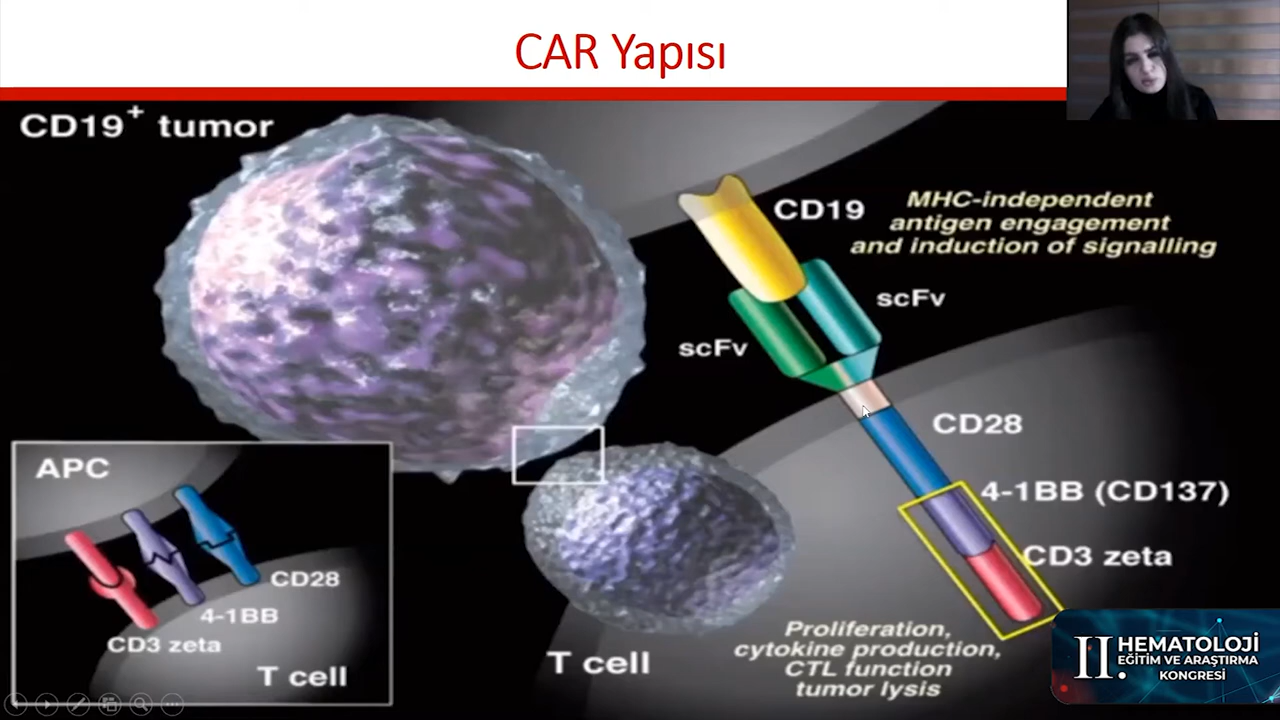 CAR Yapısı
CD19+ tumor
CD19
MHC-independent
antigen engagement
and induction of signalling
scFv
scFv
CD28
4-1BB (CD137)
CD3 zeta
APC
CD28
4-1BB
CD3 zeta
T cell
T cell
Proliferation,
cytokine production,
CTL function
tumor lysis
II. HEMATOLOJİ
EĞİTİM VE ARAŞTIRMA
KONGRESİ